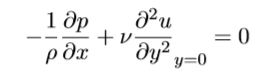 $-\frac{1}{\rho}\frac{\partial p}{\partial x} + \nu \frac{\partial^2 u}{\partial y^2}_{y=0} = 0$